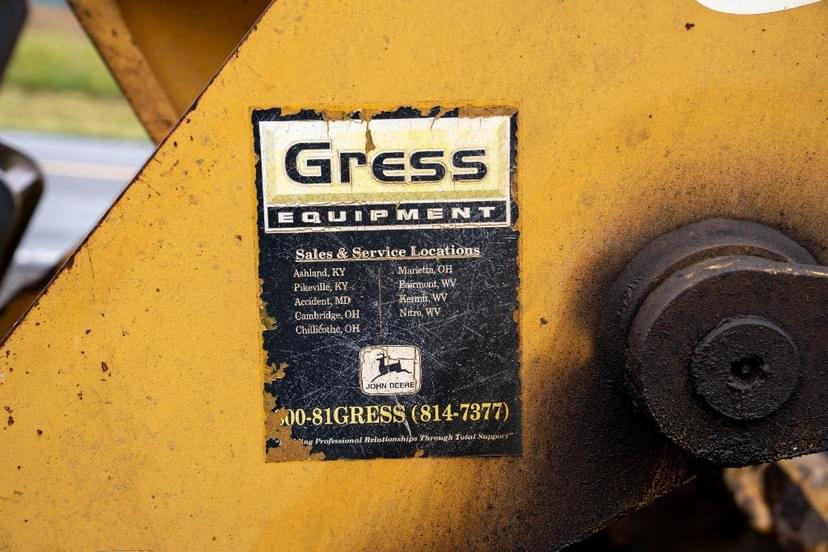 Gress
EQUIPMENT
Sales & Service Locations
Ashland, KY
Pikeville, KY
Accident, MD
Cambridge, OH
Chillicothe, OH
Marietta, OH
Fairmont, WV
Kermit, WV
Nitro, WV
JOHN DEERE
00-81GRESS (814-7377)
Professional Relationships Through Total Support"